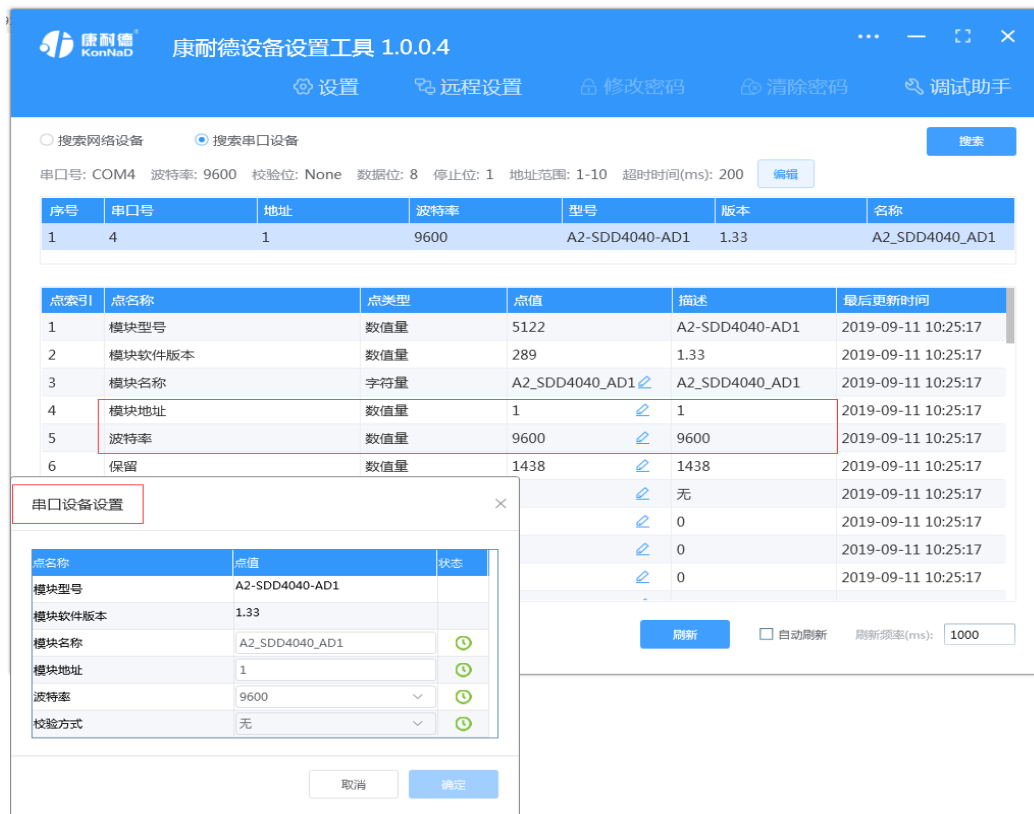 康耐德
KonNaD
康耐德设备设置工具 1.0.0.4
设置 远程设置 修改密码 清除密码 调试助手
搜索网络设备 搜索串口设备 搜索
串口号: COM4 波特率: 9600 校验位: None 数据位: 8 停止位: 1 地址范围: 1-10 超时时间(ms): 200 编辑
序号 串口号 地址 波特率 型号 版本 名称
1 4 1 9600 A2-SDD4040-AD1 1.33 A2_SDD4040_AD1
点索引 点名称 点类型 点值 描述 最后更新时间
1 模块型号 数值量 5122 A2-SDD4040-AD1 2019-09-11 10:25:17
2 模块软件版本 数值量 289 1.33 2019-09-11 10:25:17
3 模块名称 字符量 A2_SDD4040_AD1 A2_SDD4040_AD1 2019-09-11 10:25:17
4 模块地址 数值量 1 1 2019-09-11 10:25:17
5 波特率 数值量 9600 9600 2019-09-11 10:25:17
6 保留 数值量 1438 1438 2019-09-11 10:25:17
无 2019-09-11 10:25:17
0 2019-09-11 10:25:17
0 2019-09-11 10:25:17
0 2019-09-11 10:25:17
刷新 自动刷新 刷新频率(ms): 1000
串口设备设置
点名称 点值 状态
模块型号 A2-SDD4040-AD1
模块软件版本 1.33
模块名称 A2_SDD4040_AD1
模块地址 1
波特率 9600
校验方式 无
取消 确定